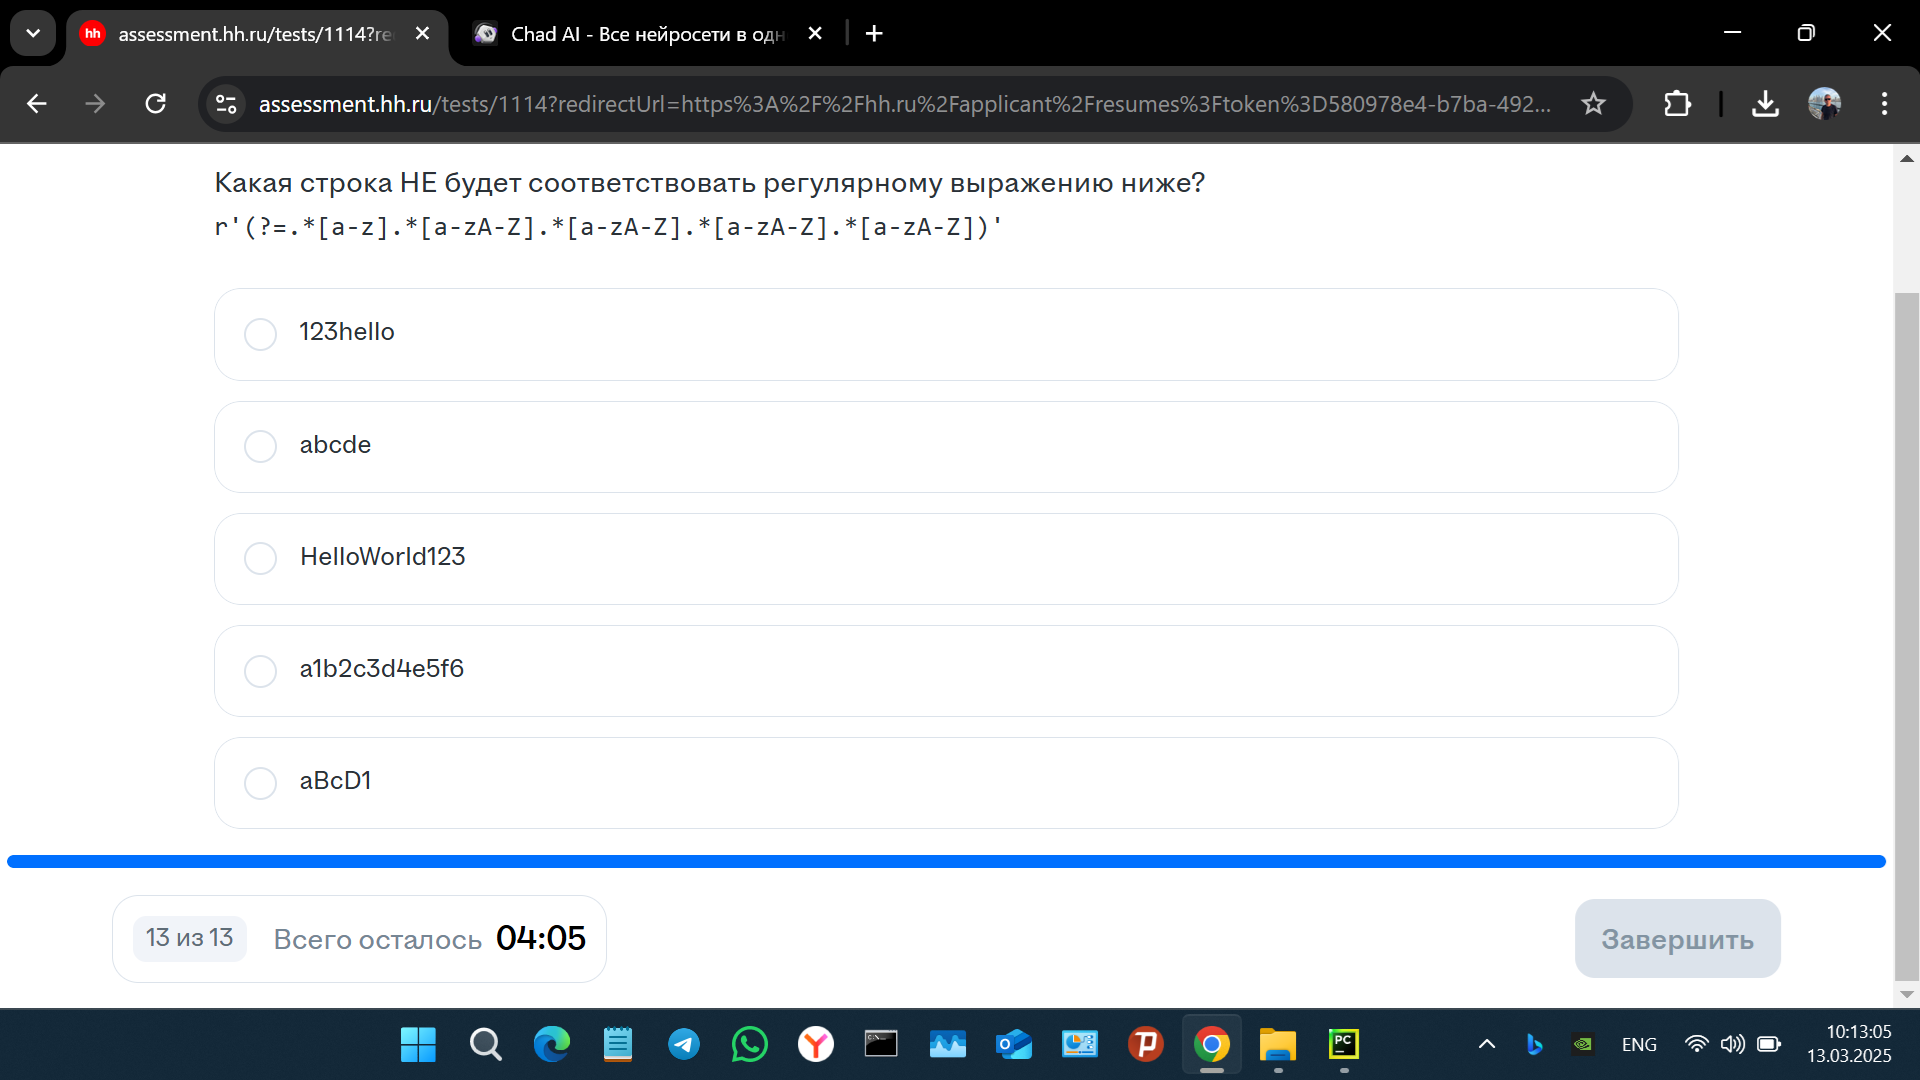 hh assessment.hh.ru/tests/1114?re
Chad AI - Все нейросети в одн
assessment.hh.ru/tests/1114?redirectUrl=https%3A%2F%2Fhh.ru%2Fapplicant%2Fresumes%3Ftoken%3D580978e4-b7ba-492...
Какая строка НЕ будет соответствовать регулярному выражению ниже?
r'(?=.*[a-z].*[a-zA-Z].*[a-zA-Z].*[a-zA-Z].*[a-zA-Z])'
123hello
abcde
HelloWorld123
a1b2c3d4e5f6
aBcD1
13 из 13 Всего осталось 04:05
Завершить
PC
ENG
10:13:05
13.03.2025